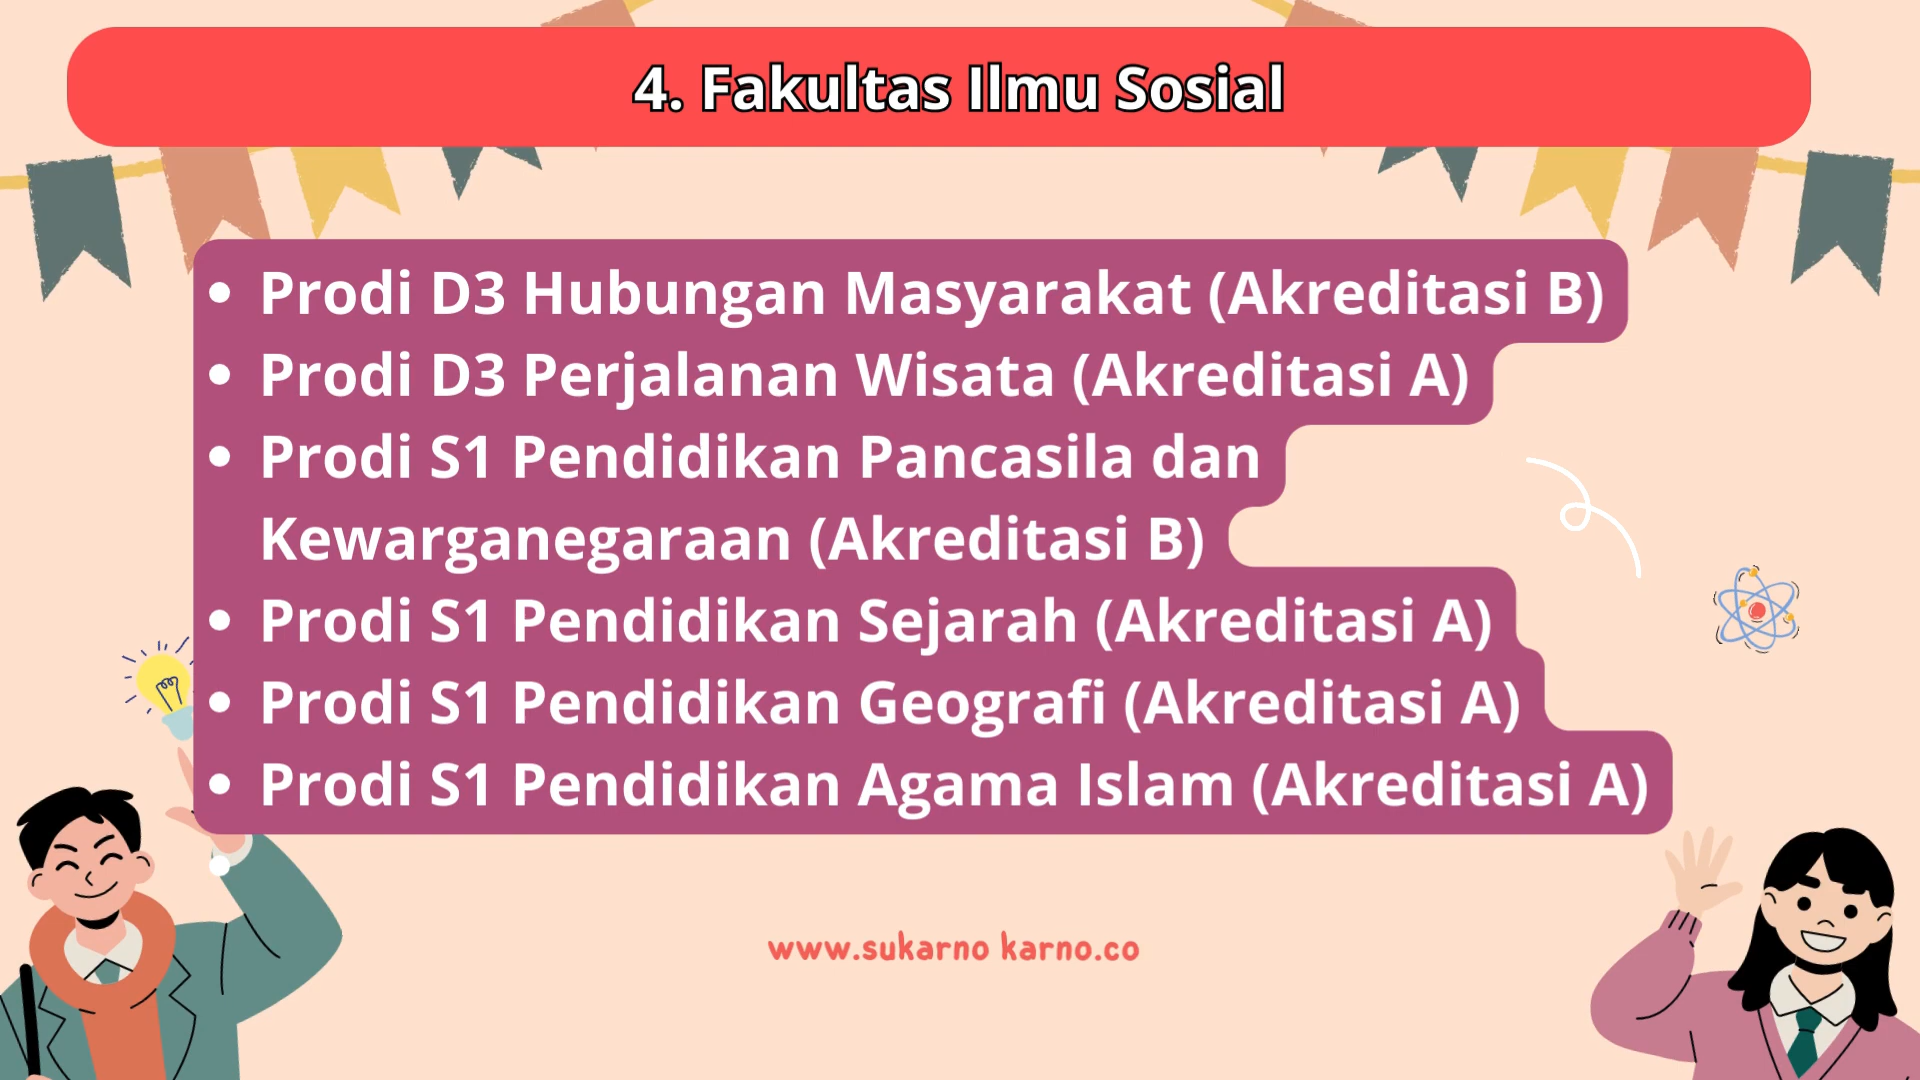 4. Fakultas Ilmu Sosial
• Prodi D3 Hubungan Masyarakat (Akreditasi B)
• Prodi D3 Perjalanan Wisata (Akreditasi A)
• Prodi S1 Pendidikan Pancasila dan
Kewarganegaraan (Akreditasi B)
• Prodi S1 Pendidikan Sejarah (Akreditasi A)
• Prodi S1 Pendidikan Geografi (Akreditasi A)
• Prodi S1 Pendidikan Agama Islam (Akreditasi A)
www.sukarno karno.co